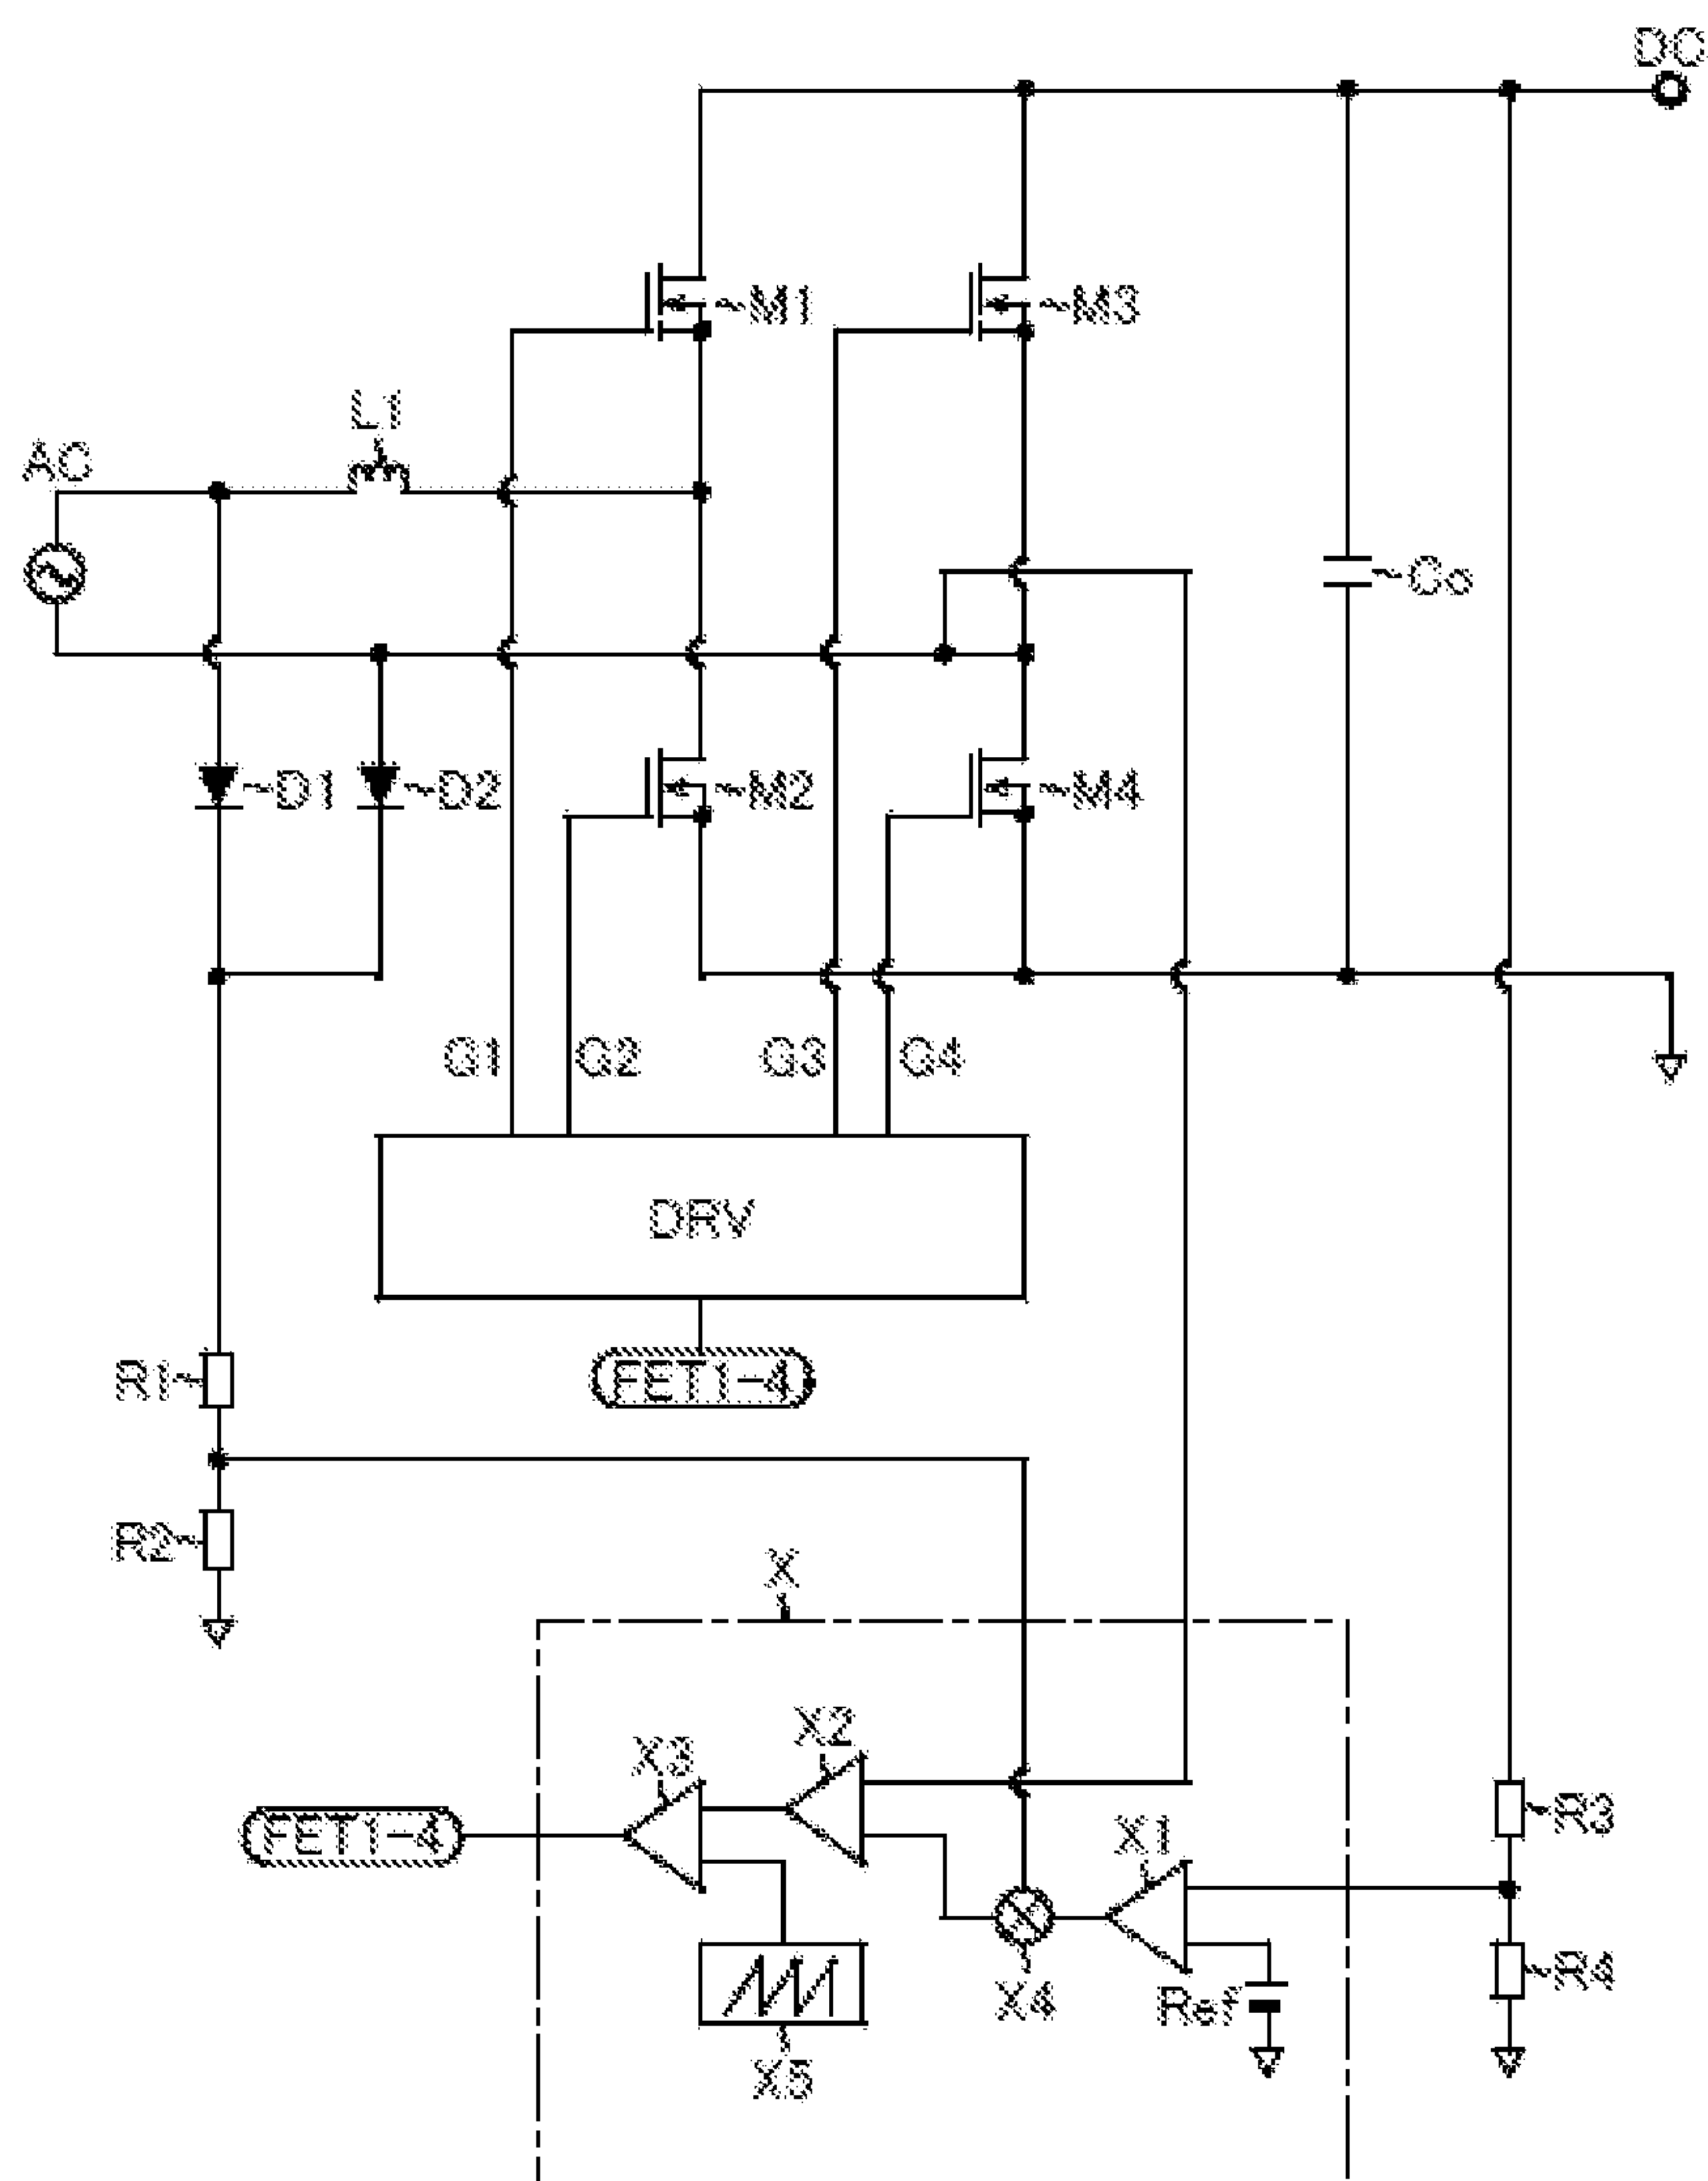 DC
M1
M3
L1
AC
Co
D1
D2
M2
M4
G1
G2
G3
G4
DRV
R1
FET1-4
R2
X
X2
X3
X1
R3
FET1-4
X4
Ref
R4
X5